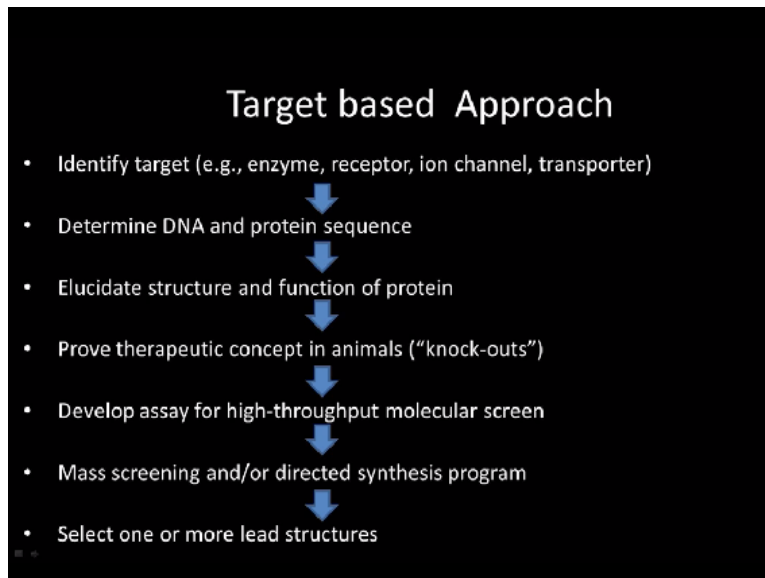 Target based Approach
• Identify target (e.g., enzyme, receptor, ion channel, transporter)
• Determine DNA and protein sequence
• Elucidate structure and function of protein
• Prove therapeutic concept in animals (“knock-outs”)
• Develop assay for high-throughput molecular screen
• Mass screening and/or directed synthesis program
• Select one or more lead structures